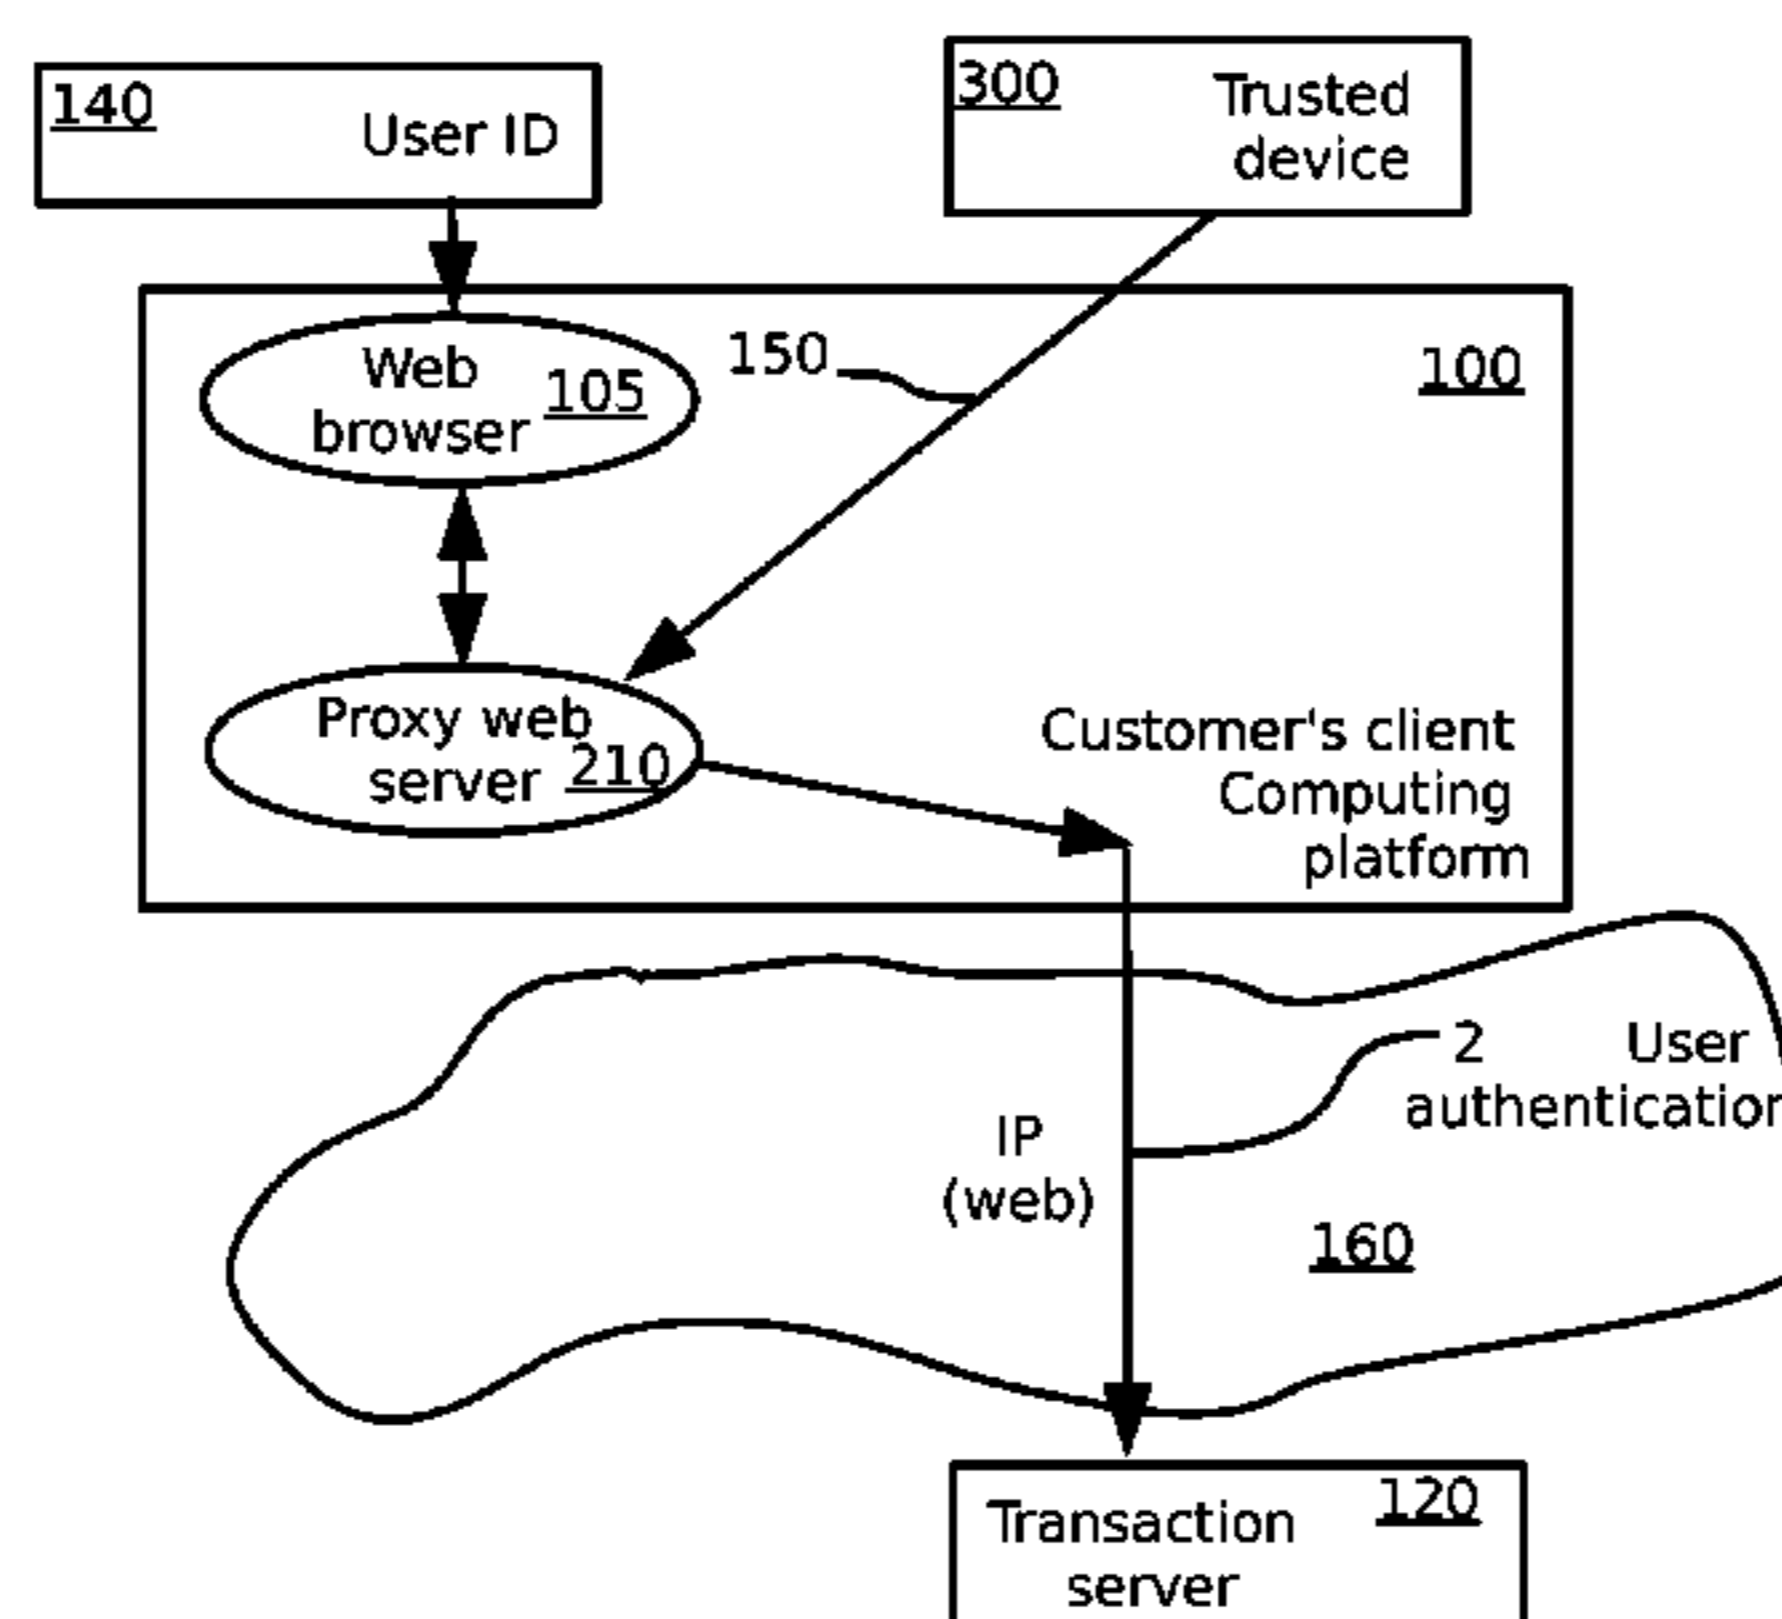 140
User ID
300
Trusted
device
Web
browser 105
150
100
Proxy web
server 210
Customer's client
Computing
platform
2 User
authentication
IP
(web)
160
120
Transaction
server